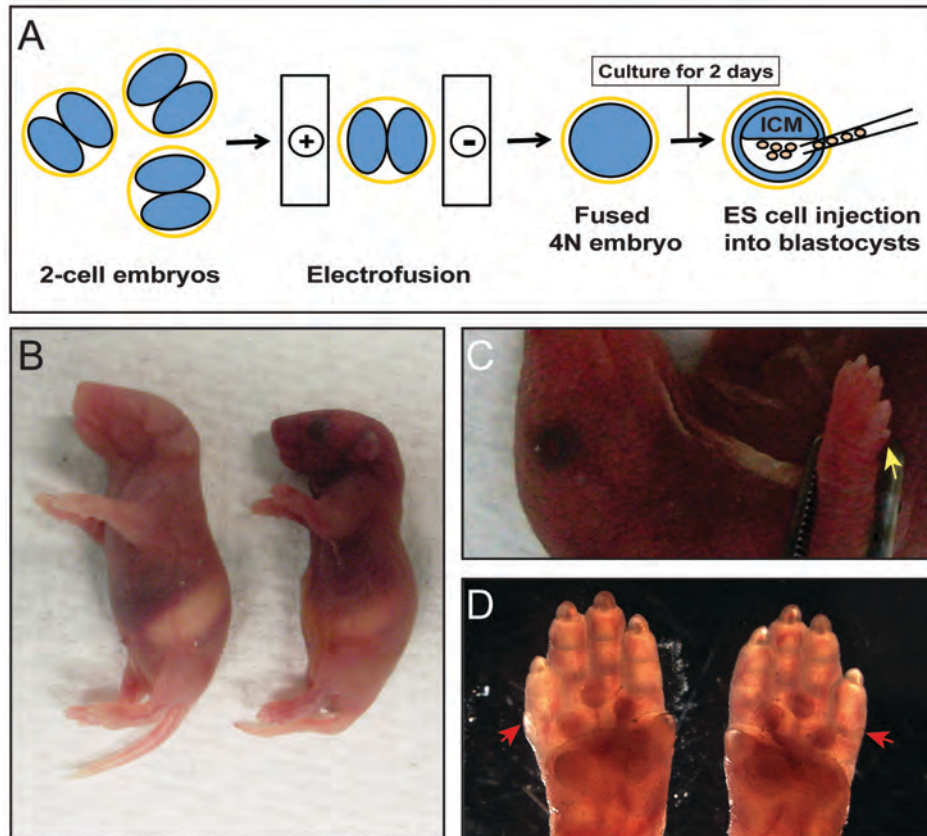 A
Culture for 2 days
+
-
ICM
Fused
4N embryo
ES cell injection
into blastocysts
2-cell embryos
Electrofusion
B
C
D